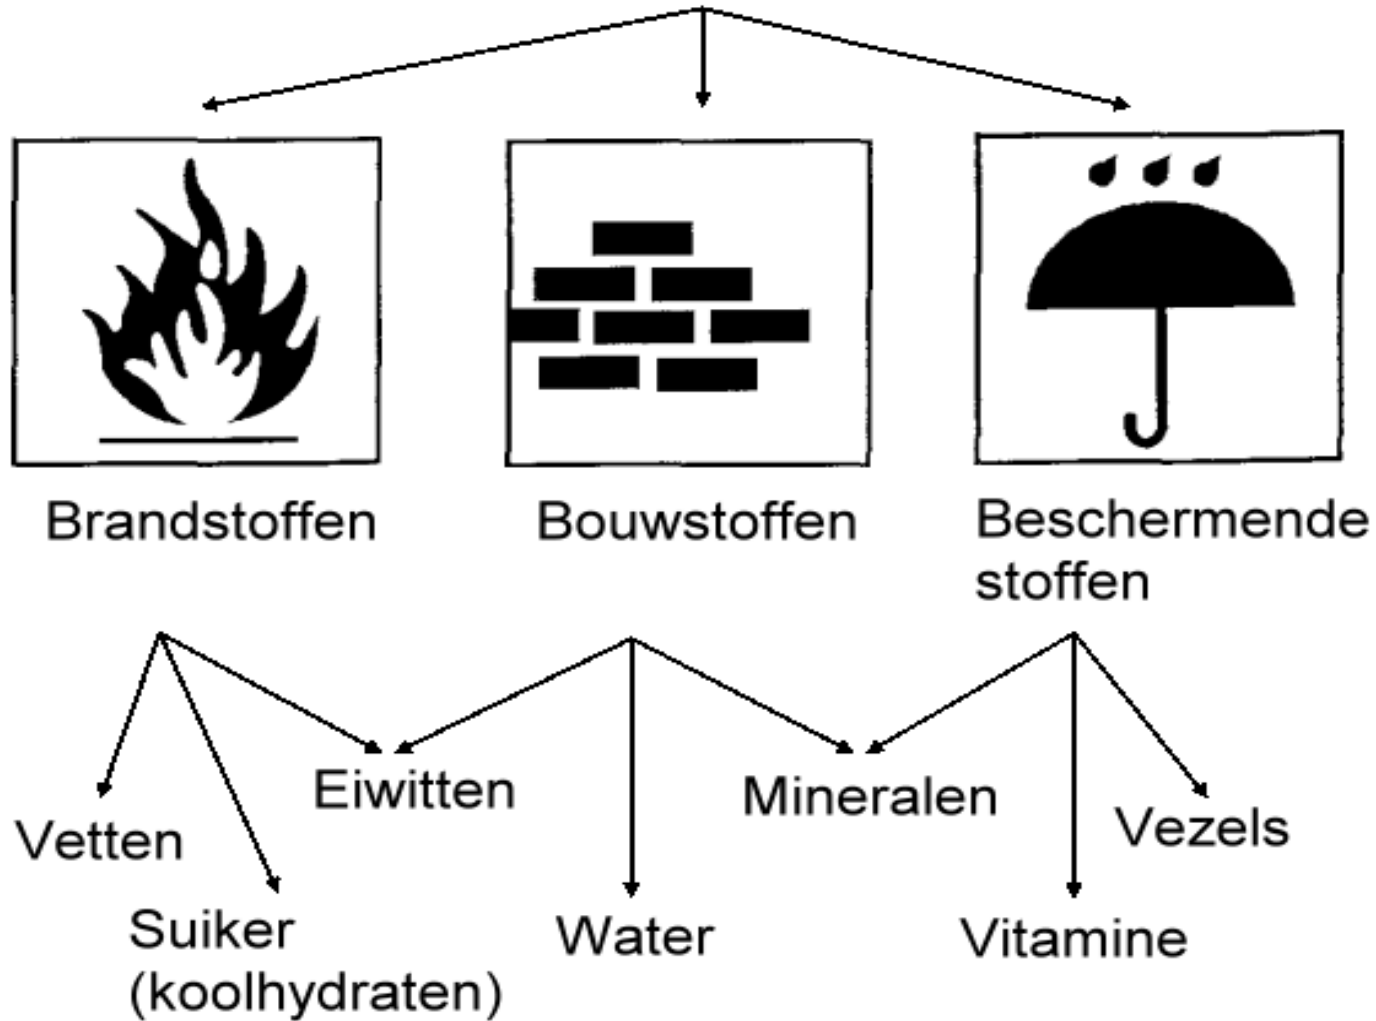 Brandstoffen
Bouwstoffen
Beschermende
stoffen
Eiwitten
Mineralen
Vetten
Vezels
Suiker
(koolhydraten)
Water
Vitamine